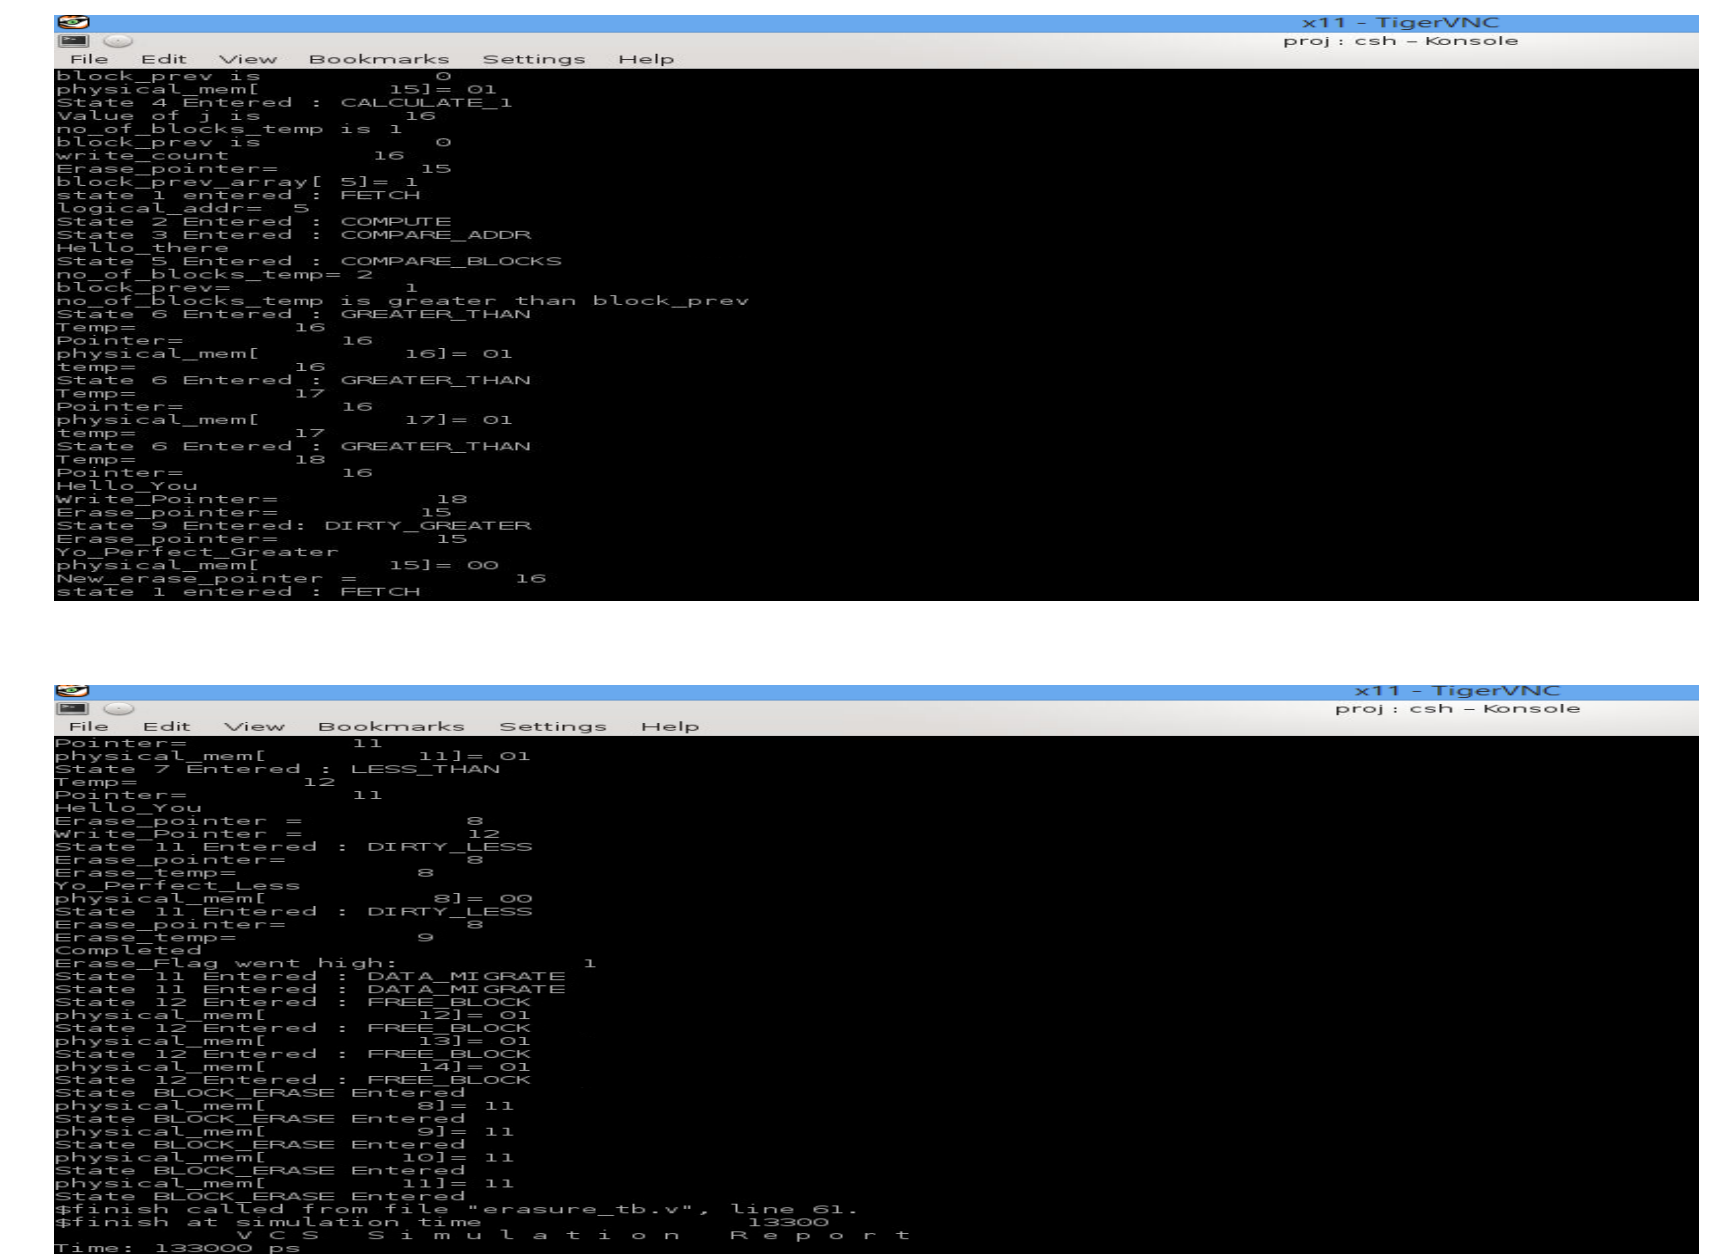 x11 - TigerVNC
proj : csh – Konsole
File Edit View Bookmarks Settings Help
block_prev is 0
physical_mem[ 15]= 01
State 4 Entered : CALCULATE_1
Value of j is 16
no_of_blocks_temp is 1
block_prev is 0
write_count 16
Erase_pointer= 15
block_prev_array[ 5]= 1
state 1 entered : FETCH
logical_addr= 5
State 2 Entered : COMPUTE
State 3 Entered : COMPARE_ADDR
Hello_there
State 5 Entered : COMPARE_BLOCKS
no_of_blocks_temp= 2
block_prev= 1
no_of_blocks_temp is greater than block_prev
State 6 Entered : GREATER_THAN
Temp= 16
Pointer= 16
physical_mem[ 16]= 01
temp= 16
State 6 Entered : GREATER_THAN
Temp= 17
Pointer= 16
physical_mem[ 17]= 01
temp= 17
State 6 Entered : GREATER_THAN
Temp= 18
Pointer= 16
Hello_You
Write_Pointer= 18
Erase_pointer= 15
State 9 Entered: DIRTY_GREATER
Erase_pointer= 15
Yo_Perfect_Greater
physical_mem[ 15]= 00
New_erase_pointer = 16
state 1 entered : FETCH
x11 - TigerVNC
proj : csh – Konsole
File Edit View Bookmarks Settings Help
Pointer= 11
physical_mem[ 11]= 01
State 7 Entered : LESS_THAN
Temp= 12
Pointer= 11
Hello_You
Erase_pointer = 8
Write_Pointer = 12
State 11 Entered : DIRTY_LESS
Erase_pointer= 8
Erase_temp= 8
Yo_Perfect_Less
physical_mem[ 8]= 00
State 11 Entered : DIRTY_LESS
Erase_pointer= 8
Erase_temp= 9
Completed
Erase_Flag went high: 1
State 11 Entered : DATA_MIGRATE
State 11 Entered : DATA_MIGRATE
State 12 Entered : FREE_BLOCK
physical_mem[ 12]= 01
State 12 Entered : FREE_BLOCK
physical_mem[ 13]= 01
State 12 Entered : FREE_BLOCK
physical_mem[ 14]= 01
State 12 Entered : FREE_BLOCK
State BLOCK_ERASE Entered
physical_mem[ 8]= 11
State BLOCK_ERASE Entered
physical_mem[ 9]= 11
State BLOCK_ERASE Entered
physical_mem[ 10]= 11
State BLOCK_ERASE Entered
physical_mem[ 11]= 11
State BLOCK_ERASE Entered
$finish called from file "erasure_tb.v", line 61.
$finish at simulation time 13300
V C S S i m u l a t i o n R e p o r t
Time: 133000 ps